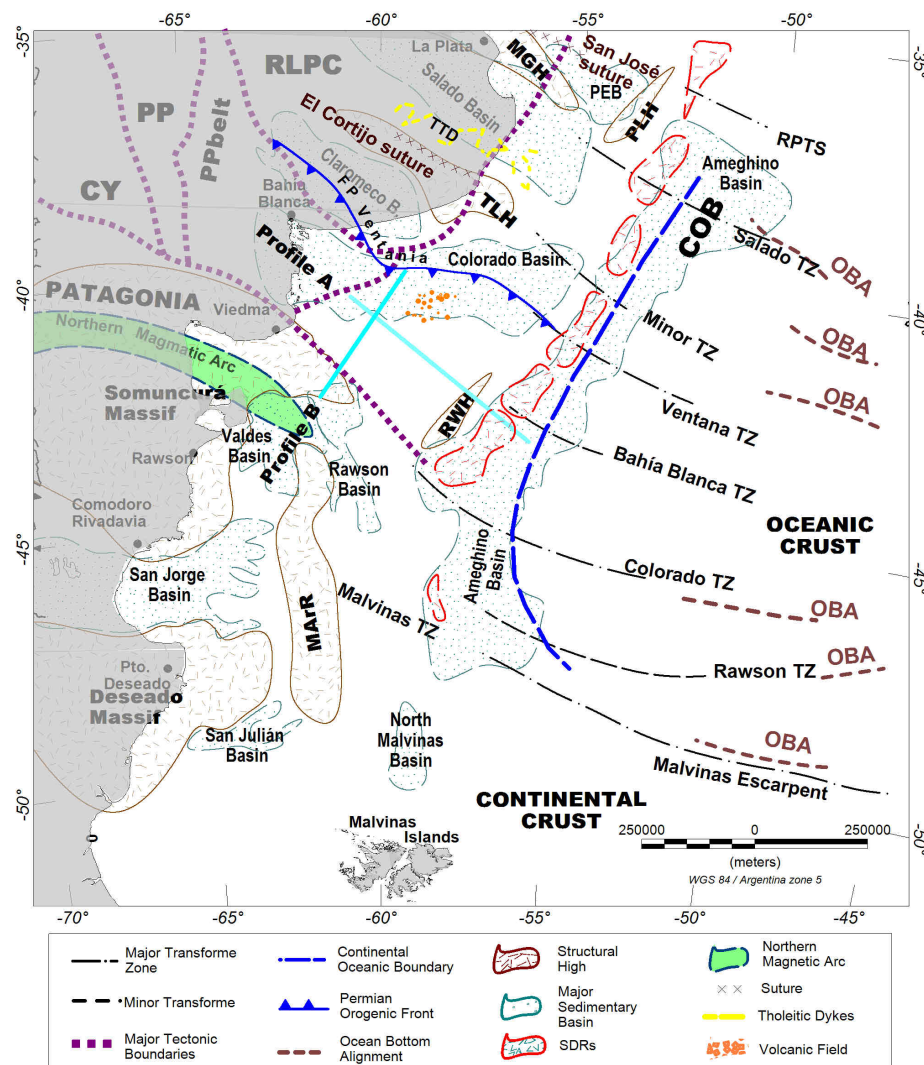 -65°
-60°
-55°
-50°
-35°
-35°
La Plata
MGH
San José
suture
PEB
PLH
RPTS
RLPC
Salado Basin
PP
PPbelt
El Cortijo suture
TTD
Ameghino
Basin
COB
CY
Claromeco B.
Bahía
Blanca
FP Ventania
TLH
Salado TZ
OBA
Profile A
Colorado Basin
-40°
-40°
PATAGONIA
Viedma
Minor TZ
OBA
Northern Magmatic Arc
OBA
Somuncurá
Massif
Ventana TZ
Valdes
Basin
Profile B
RWH
Rawson
Rawson
Basin
Bahía Blanca TZ
Comodoro
Rivadavia
OCEANIC
CRUST
-45°
-45°
San Jorge
Basin
Ameghino
Basin
Colorado TZ
OBA
Malvinas TZ
MArR
Pto.
Deseado
Deseado
Massif
Rawson TZ
OBA
San Julián
Basin
North
Malvinas
Basin
OBA
Malvinas Escarpent
-50°
-50°
CONTINENTAL
CRUST
Malvinas
Islands
0
250000
0
250000
(meters)
WGS 84 / Argentina zone 5
-70°
-65°
-60°
-55°
-50°
-45°
Major Transforme
Zone
Continental
Oceanic Boundary
Structural
High
Northern
Magnetic Arc
Minor Transforme
Permian
Orogenic Front
Major
Sedimentary
Basin
Suture
Tholeitic Dykes
Major Tectonic
Boundaries
Ocean Bottom
Alignment
SDRs
Volcanic Field